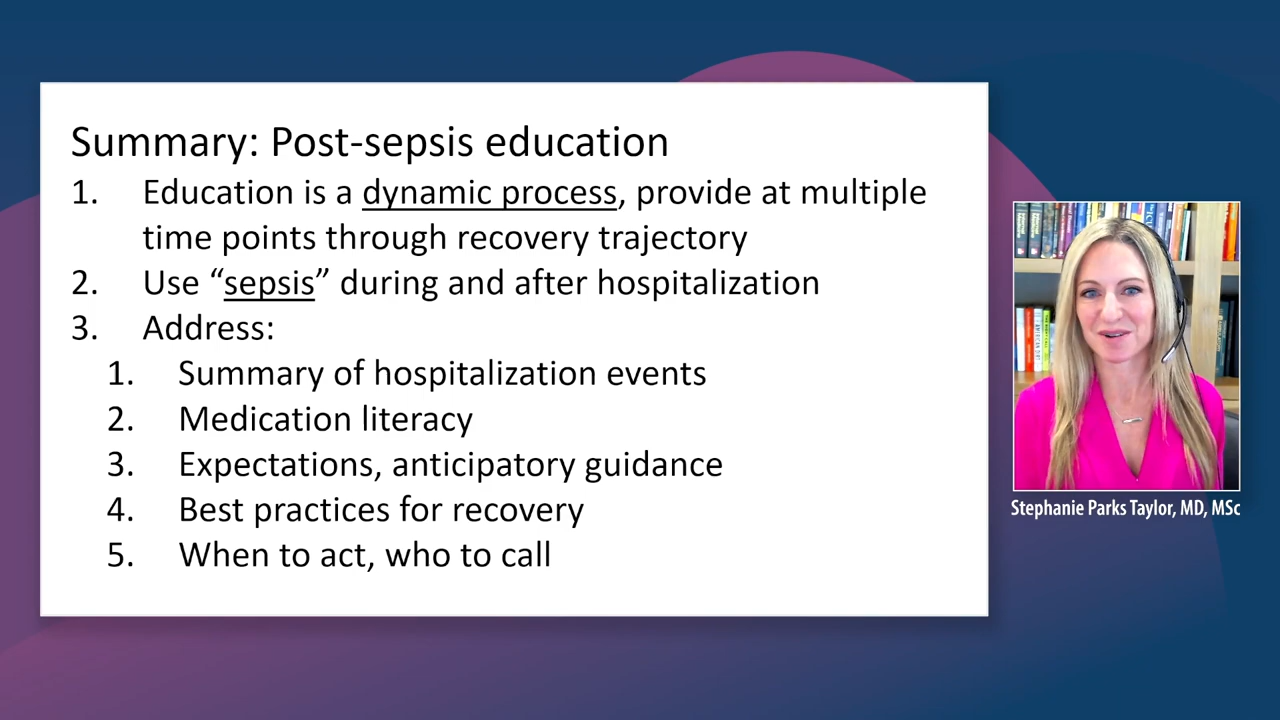 Summary: Post-sepsis education
1. Education is a dynamic process, provide at multiple
time points through recovery trajectory
2. Use “sepsis” during and after hospitalization
3. Address:
1. Summary of hospitalization events
2. Medication literacy
3. Expectations, anticipatory guidance
4. Best practices for recovery
5. When to act, who to call
Stephanie Parks Taylor, MD, MSc